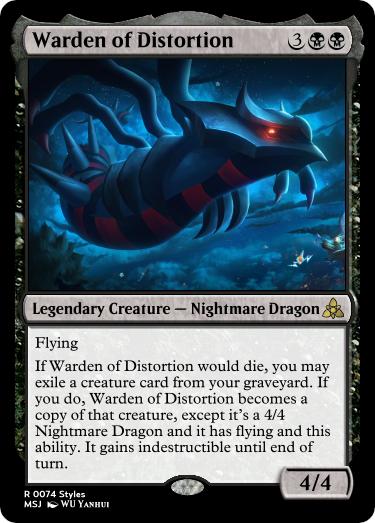 Warden of Distortion 3
Legendary Creature — Nightmare Dragon
Flying
If Warden of Distortion would die, you may
exile a creature card from your graveyard. If
you do, Warden of Distortion becomes a
copy of that creature, except it's a 4/4
Nightmare Dragon and it has flying and this
ability. It gains indestructible until end of
turn.
4/4
R 0074 Styles
MSJ WU YANHUI